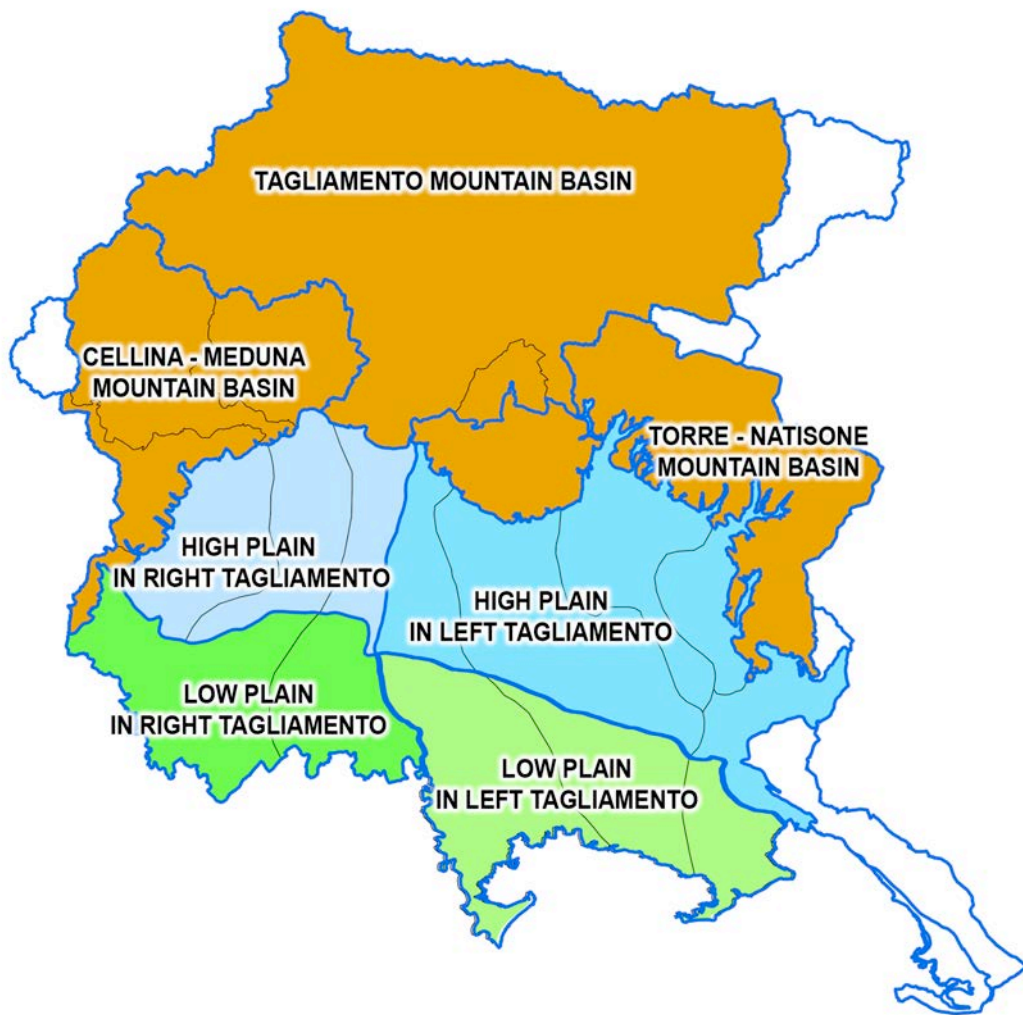 TAGLIAMENTO MOUNTAIN BASIN
CELLINA - MEDUNA
MOUNTAIN BASIN
TORRE - NATISONE
MOUNTAIN BASIN
HIGH PLAIN
IN RIGHT TAGLIAMENTO
HIGH PLAIN
IN LEFT TAGLIAMENTO
LOW PLAIN
IN RIGHT TAGLIAMENTO
LOW PLAIN
IN LEFT TAGLIAMENTO